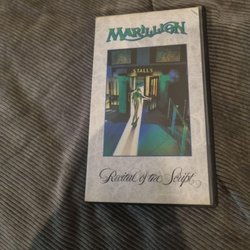 MARILLION
STALLS
Recital of the Script